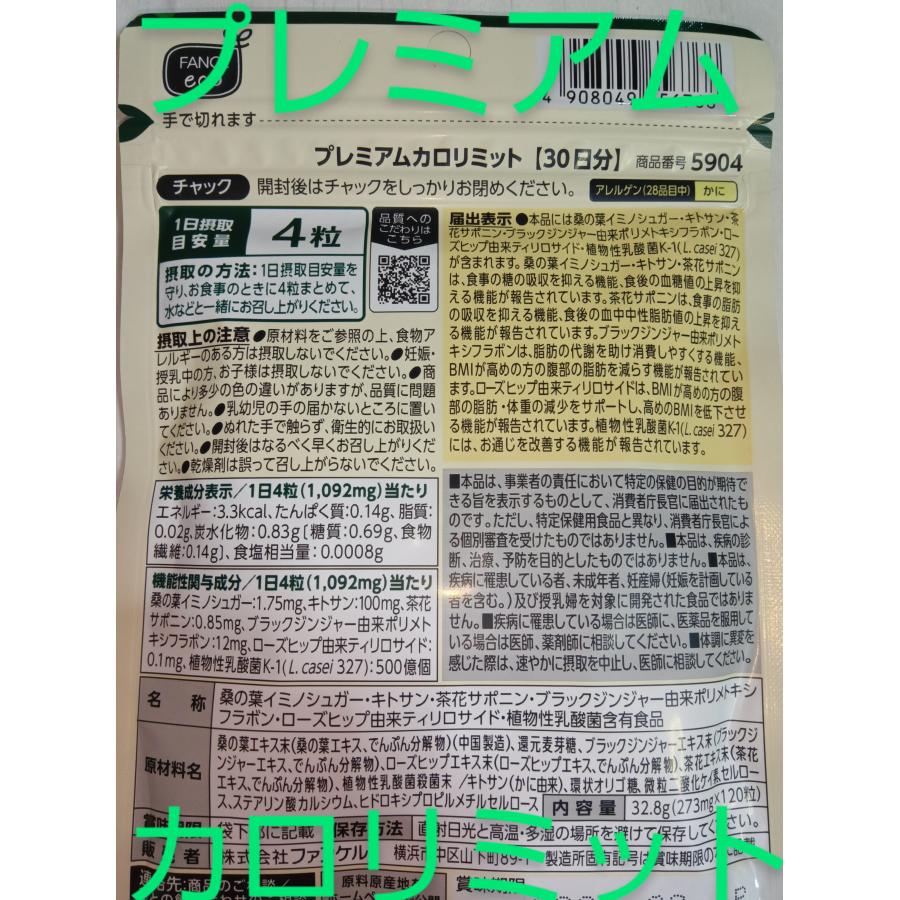 プレミアム
FANC
eco
4 908049
手で切れます
プレミアムカロリミット【30日分】 商品番号 5904
チャック 開封後はチャックをしっかりお閉めください。 アレルゲン(28品目中) かに
1日摂取
目安量 4粒
摂取の方法:1日摂取目安量を
守り、お食事のときに4粒まとめて、
水などと一緒にお召し上がりください。
品質への
こだわりは
こちら
摂取上の注意 ●原材料をご参照の上、食物ア
レルギーのある方は摂取しないでください。●妊娠・
授乳中の方、お子様は摂取しないでください。●商
品により多少の色の違いがありますが、品質に問題
ありません。●乳幼児の手の届かないところに置い
てください。●ぬれた手で触らず、衛生的にお取扱い
ください。●開封後はなるべく早くお召し上がりくだ
さい。●乾燥剤は誤って召し上がらないでください。
届出表示 ●本品には桑の葉イミノシュガー・キトサン・茶
花サポニン・ブラックジンジャー由来ポリメトキシフラボン・ロー
ズヒップ由来ティリロサイド・植物性乳酸菌K-1(L. casei 327)
が含まれます。桑の葉イミノシュガー・キトサン・茶花サポニン
は、食事の糖の吸収を抑える機能、食後の血糖値の上昇を抑
える機能が報告されています。茶花サポニンは、食事の脂肪
の吸収を抑える機能、食後の血中中性脂肪値の上昇を抑え
る機能が報告されています。ブラックジンジャー由来ポリメト
キシフラボンは、脂肪の代謝を助け消費しやすくする機能、
BMIが高めの方の腹部の脂肪を減らす機能が報告されてい
ます。ローズヒップ由来ティリロサイドは、BMIが高めの方の腹
部の脂肪・体重の減少をサポートし、高めのBMIを低下させ
る機能が報告されています。植物性乳酸菌K-1(L. casei 327)
には、お通じを改善する機能が報告されています。
栄養成分表示/1日4粒(1,092mg)当たり
エネルギー:3.3kcal、たんぱく質:0.14g、脂質:
0.02g、炭水化物:0.83g[糖質:0.69g、食物
繊維:0.14g]、食塩相当量:0.0008g
機能性関与成分/1日4粒(1,092mg)当たり
桑の葉イミノシュガー:1.75mg、キトサン:100mg、茶花
サポニン:0.85mg、ブラックジンジャー由来ポリメト
キシフラボン:12mg、ローズヒップ由来ティリロサイド:
0.1mg、植物性乳酸菌K-1(L. casei 327):500億個
■本品は、事業者の責任において特定の保健の目的が期待で
きる旨を表示するものとして、消費者庁長官に届出されたも
のです。ただし、特定保健用食品と異なり、消費者庁長官に
よる個別審査を受けたものではありません。■本品は、疾病の診
断、治療、予防を目的としたものではありません。■本品は、
疾病に罹患している者、未成年者、妊産婦(妊娠を計画している
者を含む。)及び授乳婦を対象に開発された食品ではありま
せん。■疾病に罹患している場合は医師に、医薬品を服用して
いる場合は医師、薬剤師に相談してください。■体調に異変を
感じた際は、速やかに摂取を中止し、医師に相談してください。
名 称 桑の葉イミノシュガー・キトサン・茶花サポニン・ブラックジンジャー由来ポリメトキシ
フラボン・ローズヒップ由来ティリロサイド・植物性乳酸菌含有食品
原材料名 桑の葉エキス末(桑の葉エキス、でんぷん分解物)(中国製造)、還元麦芽糖、ブラックジンジャーエキス末(ブラックジ
ンジャーエキス、でんぷん分解物)、ローズヒップエキス末(ローズヒップエキス、でんぷん分解物)、茶花エキス末(茶花
エキス、でんぷん分解物)、植物性乳酸菌殺菌末/キトサン(かに由来)、環状オリゴ糖、微粒二酸化ケイ素、セルロー
ス、ステアリン酸カルシウム、ヒドロキシプロピルメチルセルロース
内容量 32.8g(273mg×120粒)
賞味期限 袋下部に記載 保存方法 直射日光と高温・多湿の場所を避けて保存してください。
販売者 株式会社ファンケル 横浜市中区山下町89-1 製造所固有記号は賞味期限の下に記載
カロリミット
連絡先:商品のご相談/
原料原産地
賞味期限